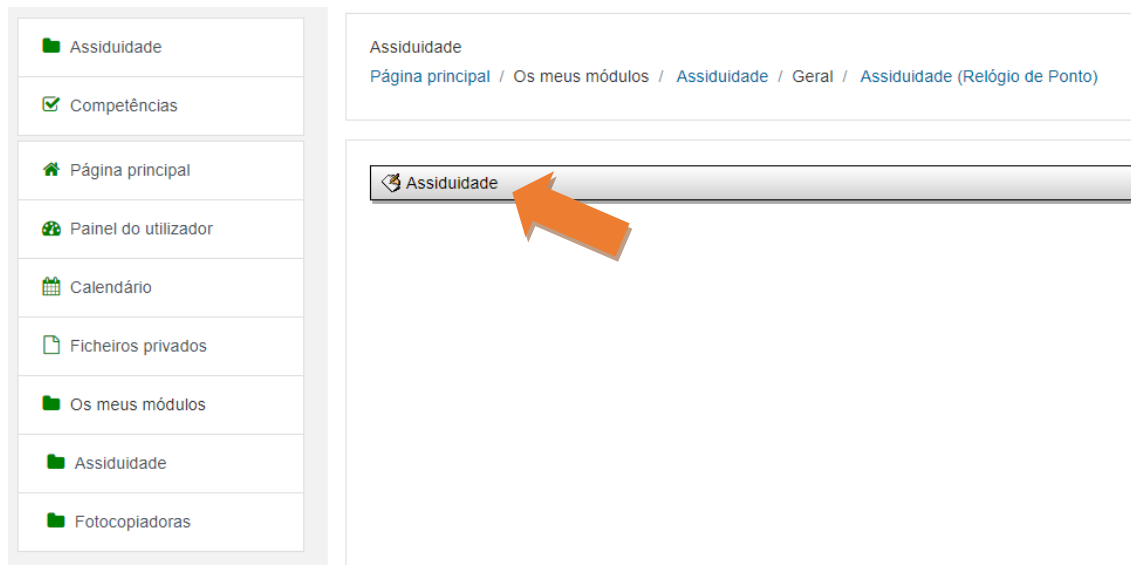 Assiduidade
Competências
Página principal
Painel do utilizador
Calendário
Ficheiros privados
Os meus módulos
Assiduidade
Fotocopiadoras
Assiduidade
Página principal / Os meus módulos / Assiduidade / Geral / Assiduidade (Relógio de Ponto)
Assiduidade